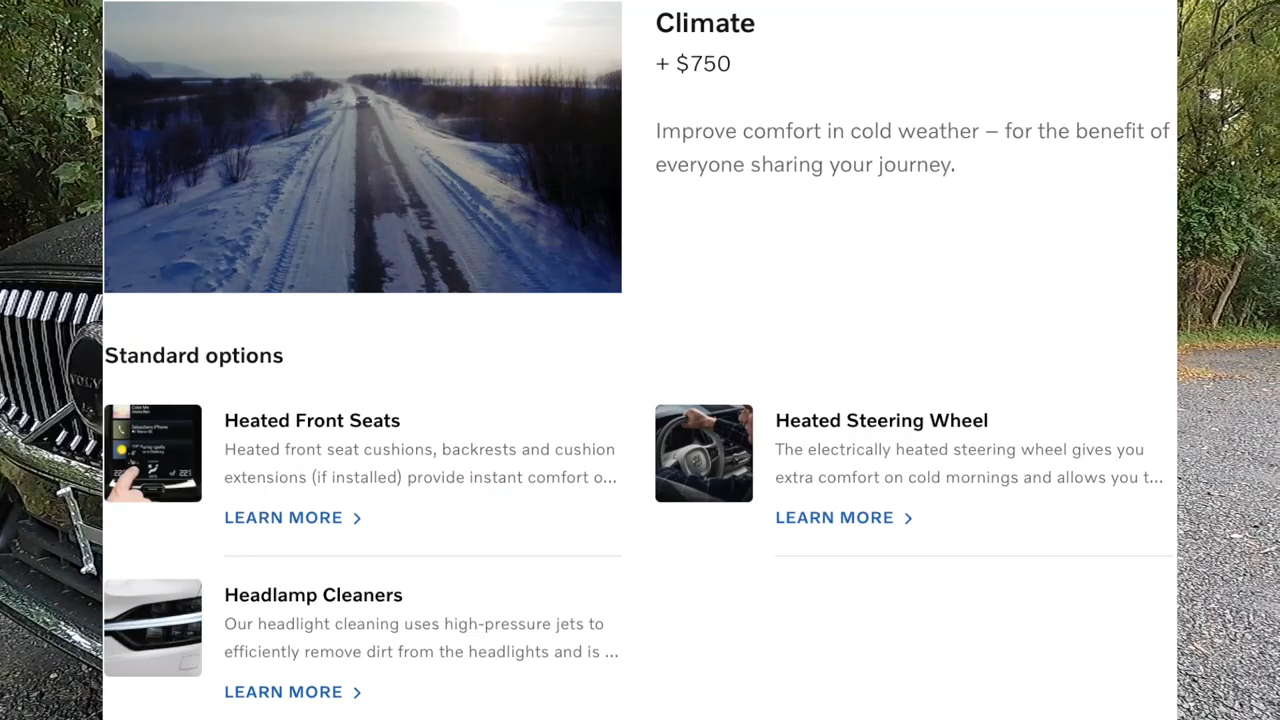 Climate
+ $750
Improve comfort in cold weather – for the benefit of
everyone sharing your journey.
Standard options
Heated Front Seats
Heated front seat cushions, backrests and cushion
extensions (if installed) provide instant comfort o...
LEARN MORE
Heated Steering Wheel
The electrically heated steering wheel gives you
extra comfort on cold mornings and allows you t...
LEARN MORE
Headlamp Cleaners
Our headlight cleaning uses high-pressure jets to
efficiently remove dirt from the headlights and is ...
LEARN MORE
VOLV